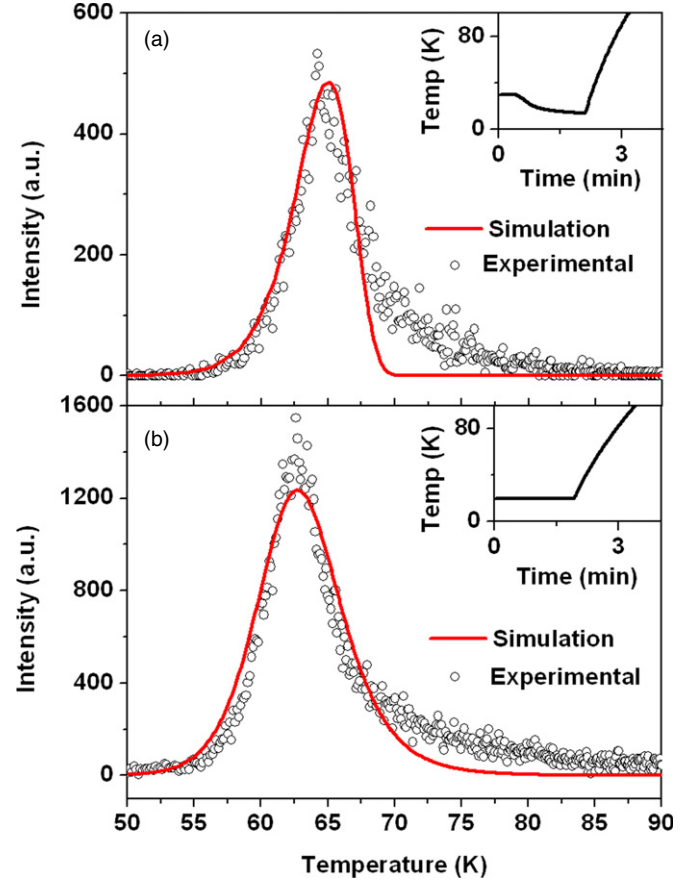 600
(a)
80
Temp (K)
0
0 3
Time (min)
400
Intensity (a.u.)
Simulation
Experimental
200
0
1600
(b)
80
Temp (K)
0
0 3
Time (min)
1200
Intensity (a.u.)
800
Simulation
Experimental
400
0
50 55 60 65 70 75 80 85 90
Temperature (K)